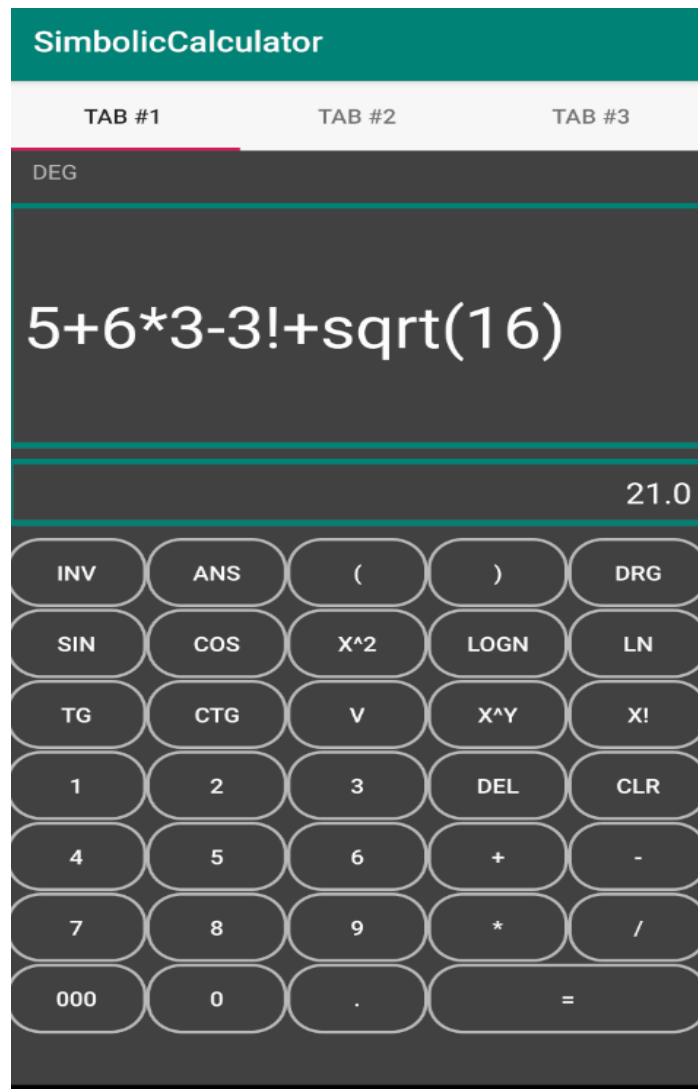 SimbolicCalculator
TAB #1 TAB #2 TAB #3
DEG
5+6*3-3!+sqrt(16)
21.0
INV ANS ( ) DRG
SIN COS X^2 LOGN LN
TG CTG V X^Y X!
1 2 3 DEL CLR
4 5 6 + -
7 8 9 * /
000 0 . =